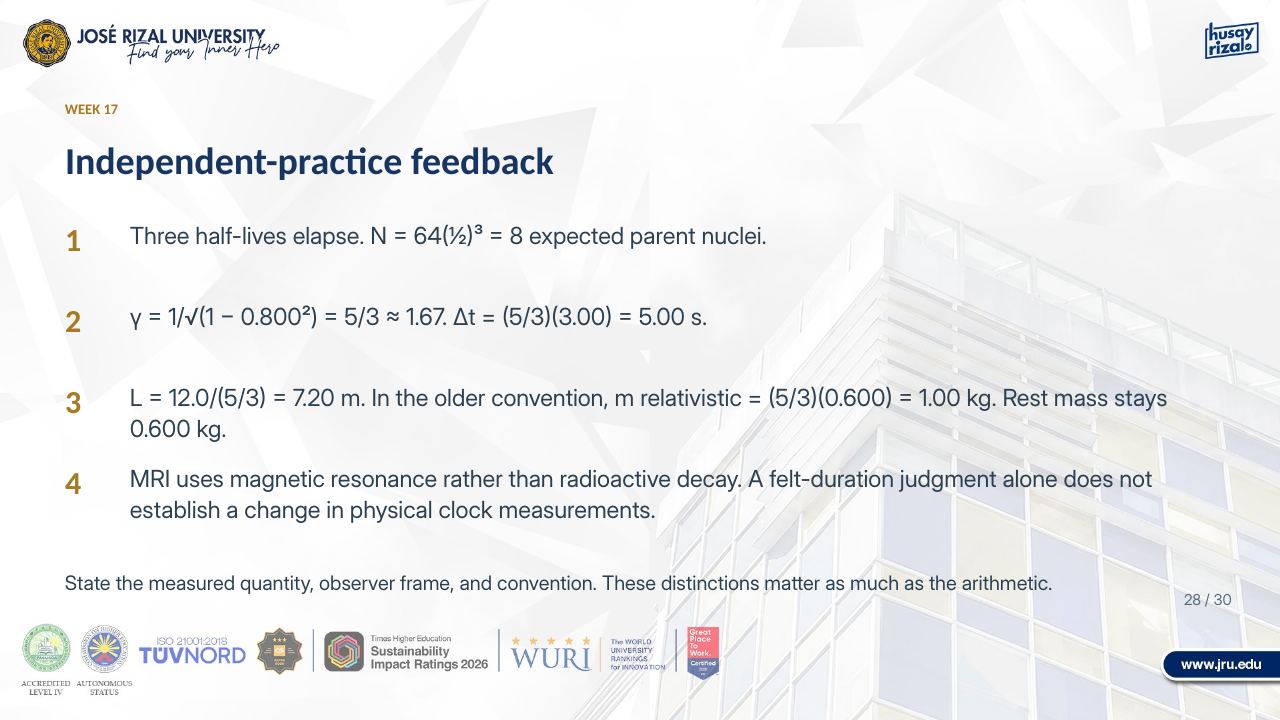 JOSÉ RIZAL UNIVERSITY
Find your Inner Hero
husay
rizal
WEEK 17
Independent-practice feedback
1 Three half-lives elapse. N = 64(½)³ = 8 expected parent nuclei.
2 γ = 1/√(1 − 0.800²) = 5/3 ≈ 1.67. Δt = (5/3)(3.00) = 5.00 s.
3 L = 12.0/(5/3) = 7.20 m. In the older convention, m relativistic = (5/3)(0.600) = 1.00 kg. Rest mass stays
0.600 kg.
4 MRI uses magnetic resonance rather than radioactive decay. A felt-duration judgment alone does not
establish a change in physical clock measurements.
State the measured quantity, observer frame, and convention. These distinctions matter as much as the arithmetic.
28 / 30
ACCREDITED
LEVEL IV
AUTONOMOUS
STATUS
ISO 21001:2018
TÜVNORD
Times Higher Education
Sustainability
Impact Ratings 2026
WURI
The WORLD
UNIVERSITY
RANKINGS
for INNOVATION
Great
Place
To
Work.
Certified
www.jru.edu